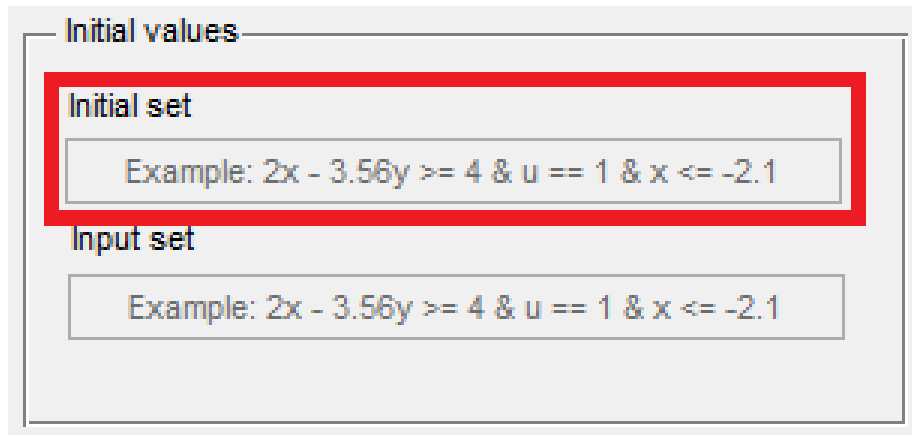 Initial values
Initial set
Example: 2x - 3.56y >= 4 & u == 1 & x <= -2.1
Input set
Example: 2x - 3.56y >= 4 & u == 1 & x <= -2.1